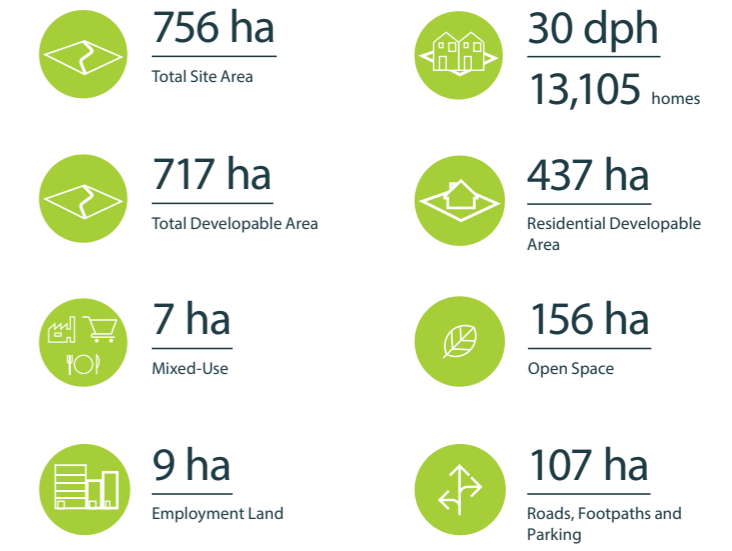 756 ha
Total Site Area
30 dph
13,105 homes
717 ha
Total Developable Area
437 ha
Residential Developable
Area
7 ha
Mixed-Use
156 ha
Open Space
9 ha
Employment Land
107 ha
Roads, Footpaths and
Parking